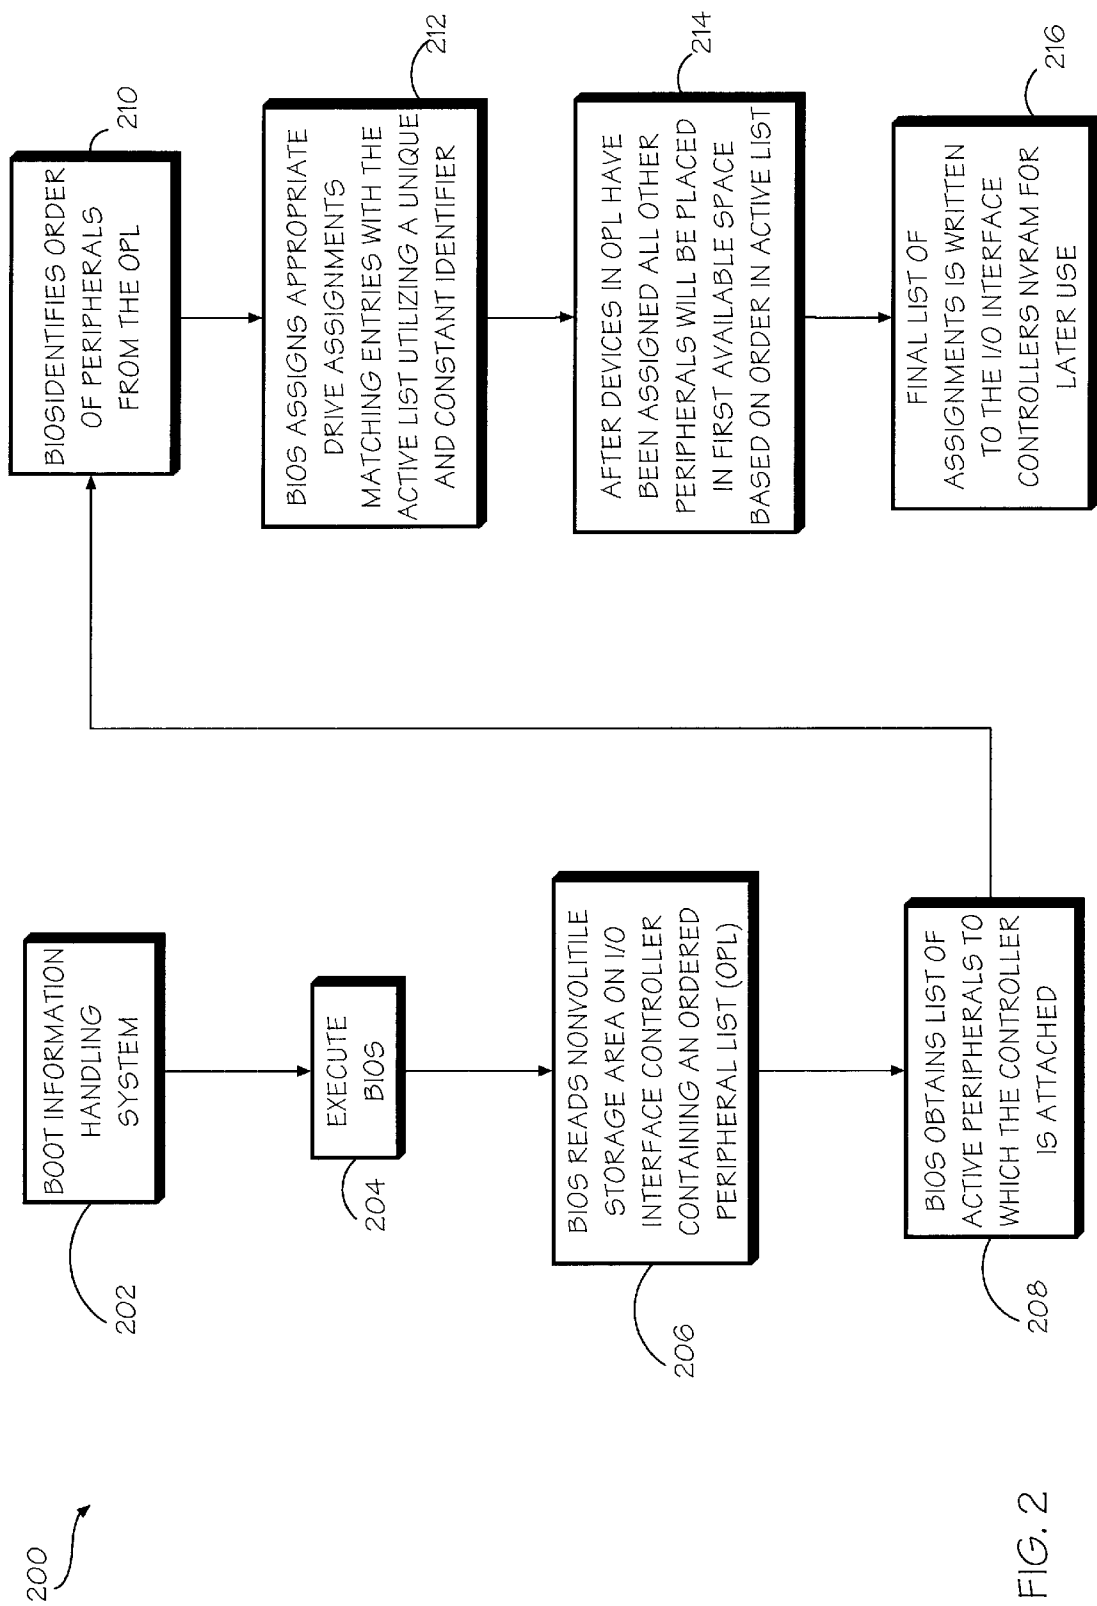 200
BOOT INFORMATION
HANDLING
SYSTEM
202
EXECUTE
BIOS
204
BIOS READS NONVOLITILE
STORAGE AREA ON I/O
INTERFACE CONTROLLER
CONTAINING AN ORDERED
PERIPHERAL LIST (OPL)
206
BIOS OBTAINS LIST OF
ACTIVE PERIPHERALS TO
WHICH THE CONTROLLER
IS ATTACHED
208
BIOSIDENTIFIES ORDER
OF PERIPHERALS
FROM THE OPL
210
BIOS ASSIGNS APPROPRIATE
DRIVE ASSIGNMENTS
MATCHING ENTRIES WITH THE
ACTIVE LIST UTILIZING A UNIQUE
AND CONSTANT IDENTIFIER
212
AFTER DEVICES IN OPL HAVE
BEEN ASSIGNED ALL OTHER
PERIPHERALS WILL BE PLACED
IN FIRST AVAILABLE SPACE
BASED ON ORDER IN ACTIVE LIST
214
FINAL LIST OF
ASSIGNMENTS IS WRITTEN
TO THE I/O INTERFACE
CONTROLLERS NVRAM FOR
LATER USE
216
FIG. 2